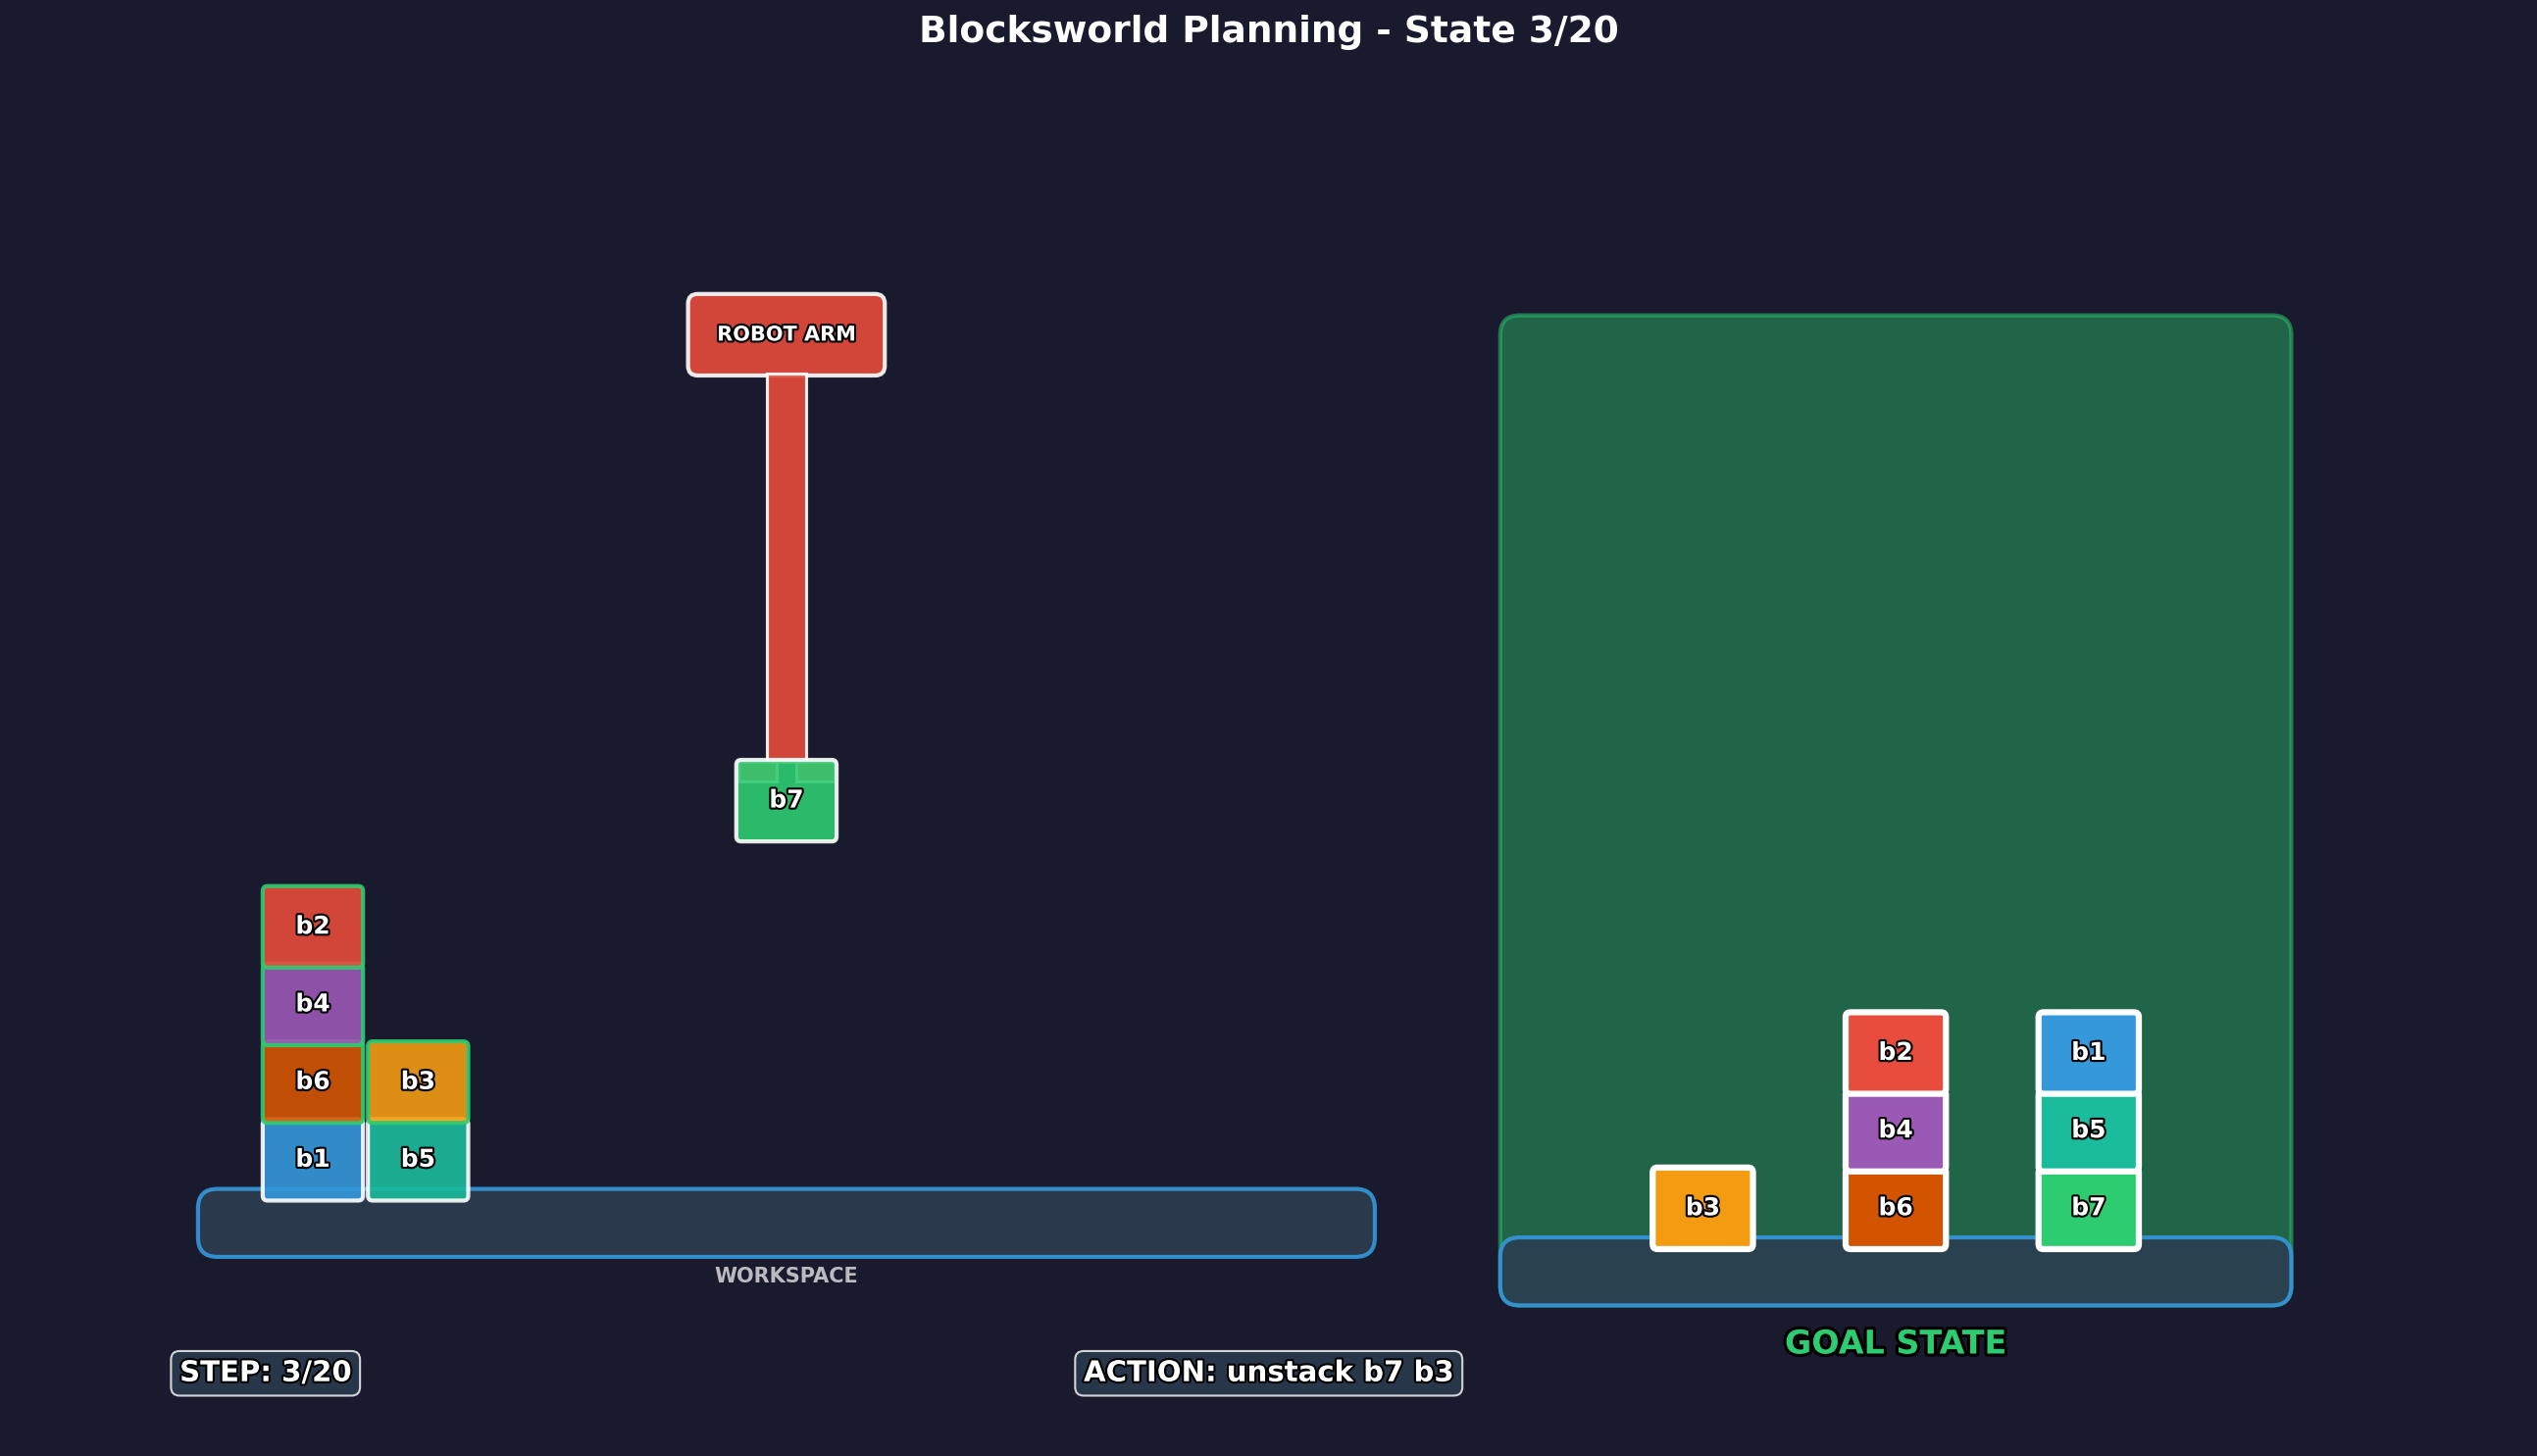 Blocksworld Planning - State 3/20
ROBOT ARM
b7
b2
b4
b6 b3
b1 b5
WORKSPACE
b2 b1
b4 b5
b3 b6 b7
GOAL STATE
STEP: 3/20
ACTION: unstack b7 b3